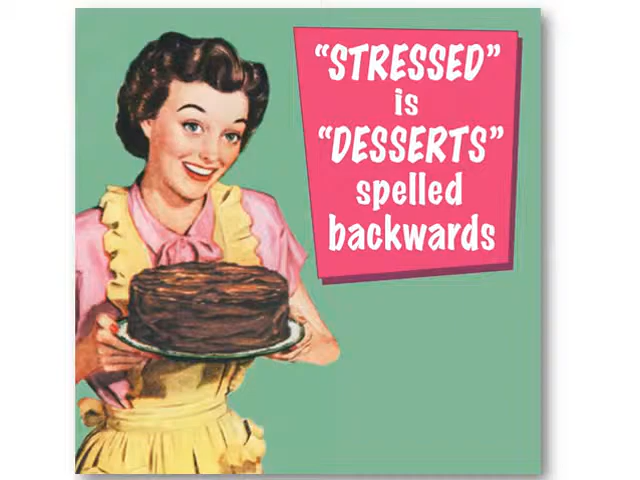 “STRESSED”
is
“DESSERTS”
spelled
backwards